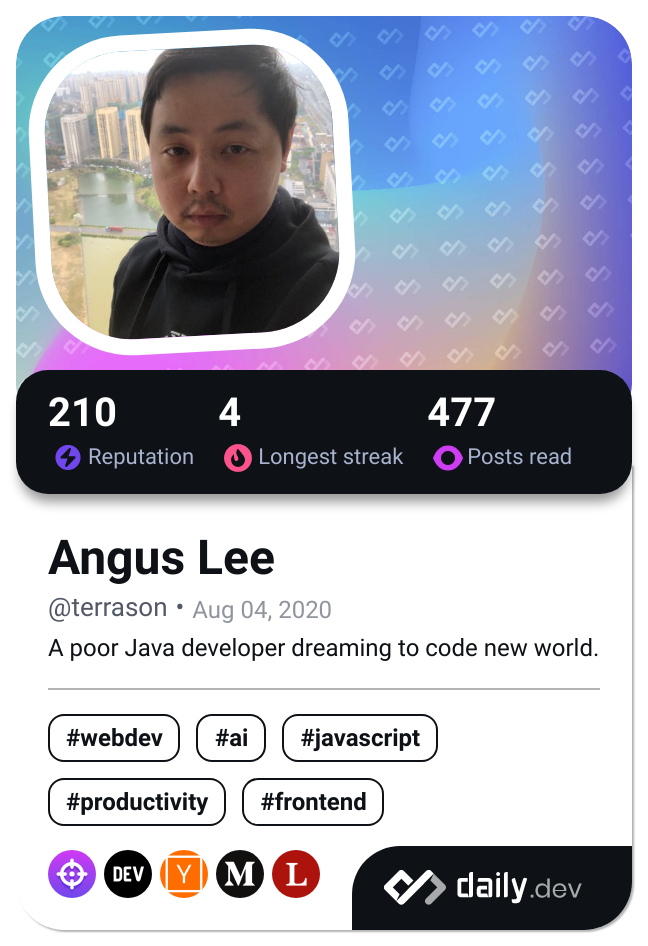 210 4 477
Reputation Longest streak Posts read
Angus Lee
@terrason • Aug 04, 2020
A poor Java developer dreaming to code new world.
#webdev #ai #javascript
#productivity #frontend
DEV Y M L
daily.dev